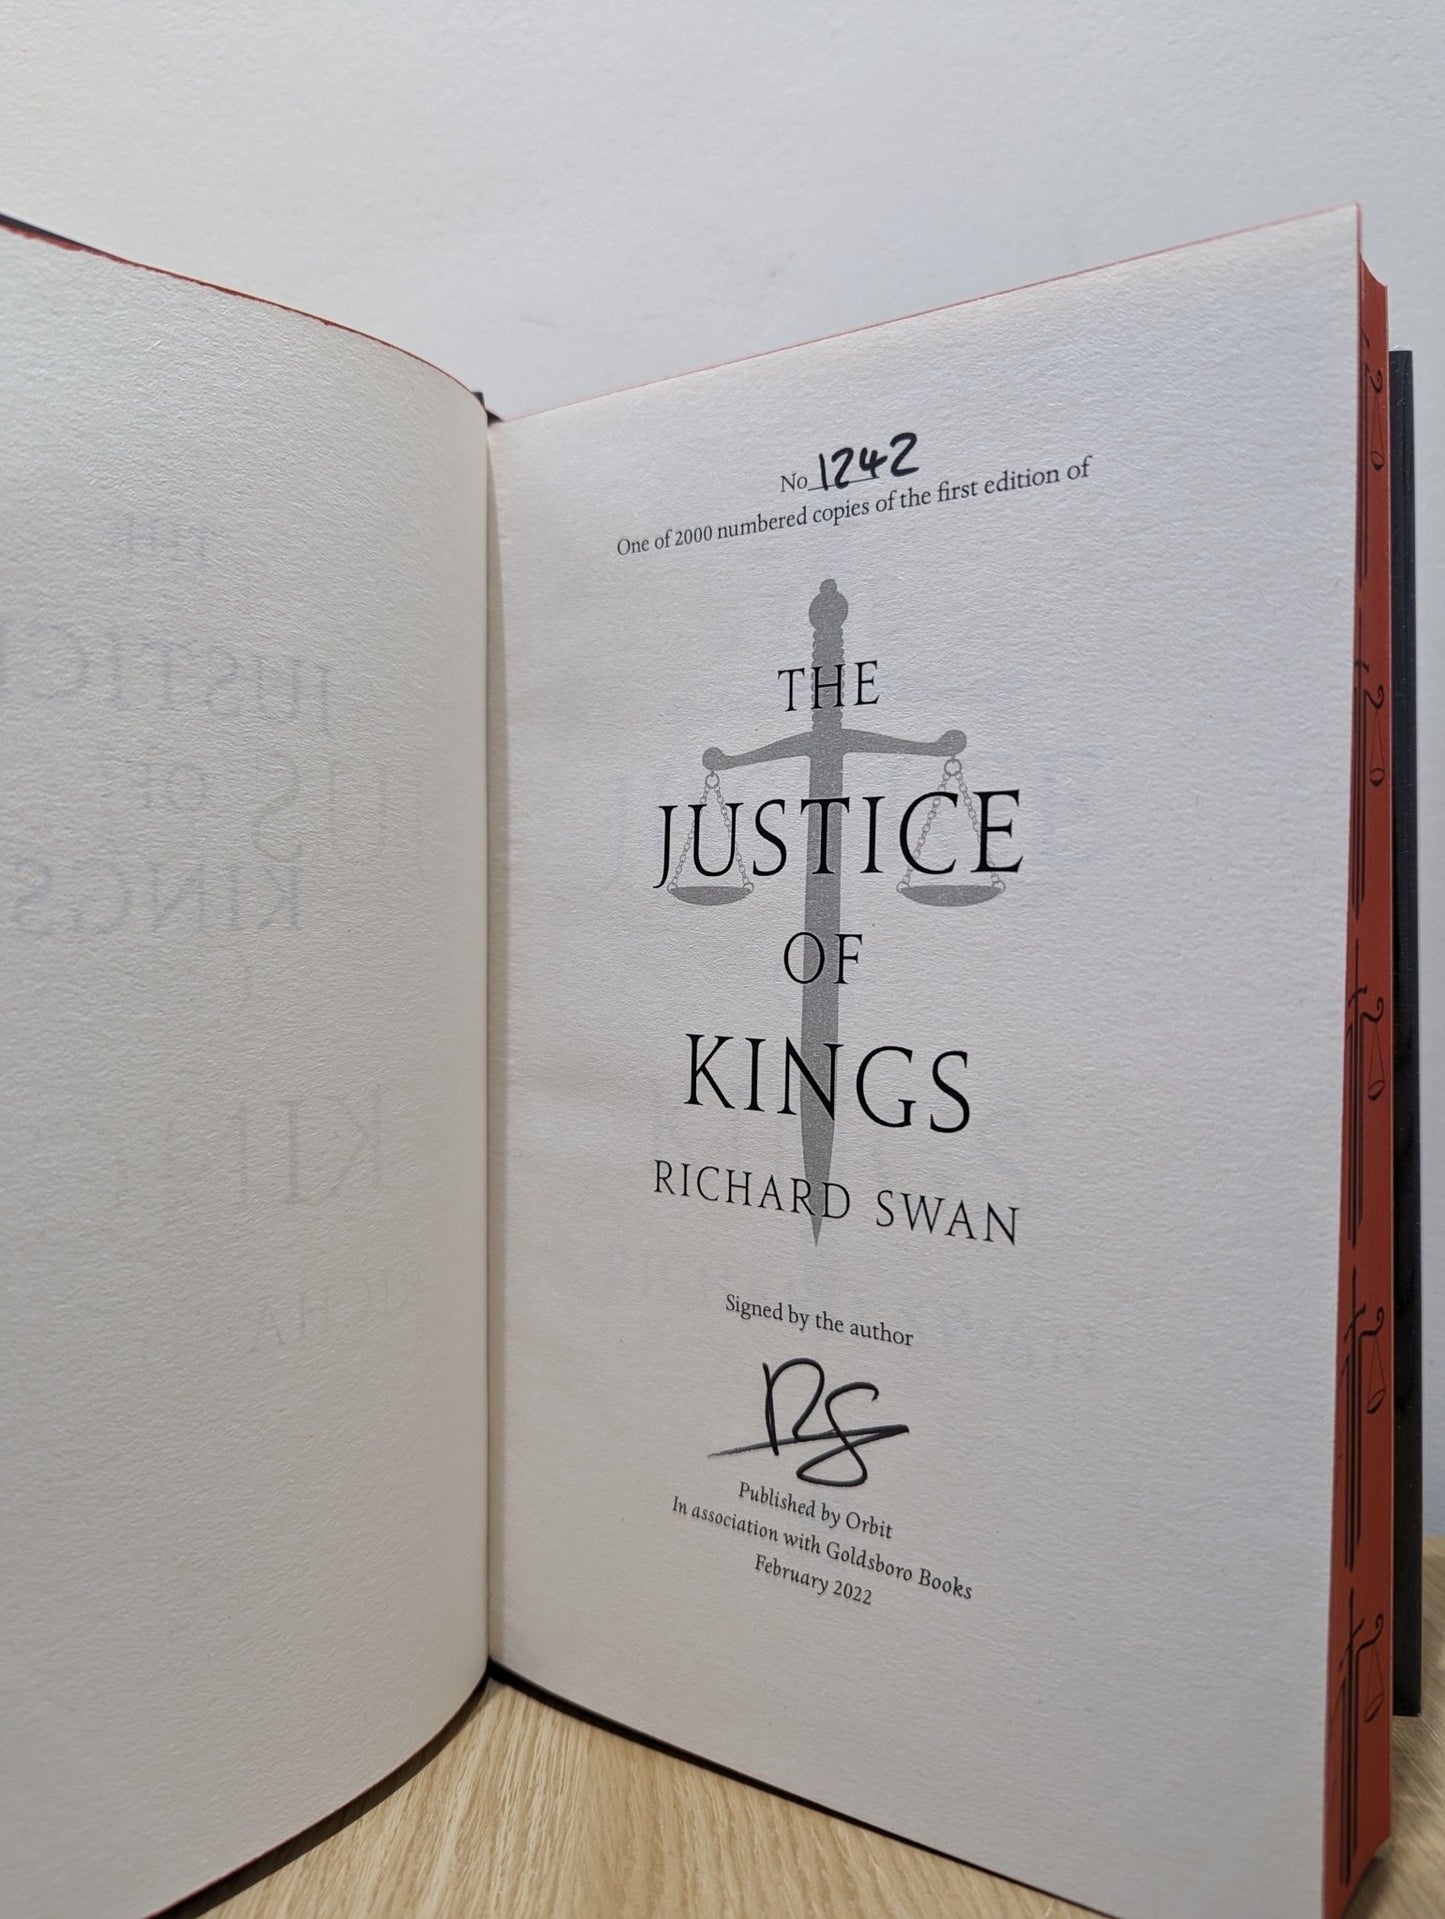 No 1242
One of 2000 numbered copies of the first edition of
THE
JUSTICE
OF
KINGS
RICHARD SWAN
Signed by the author
RS
Published by Orbit
In association with Goldsboro Books
February 2022